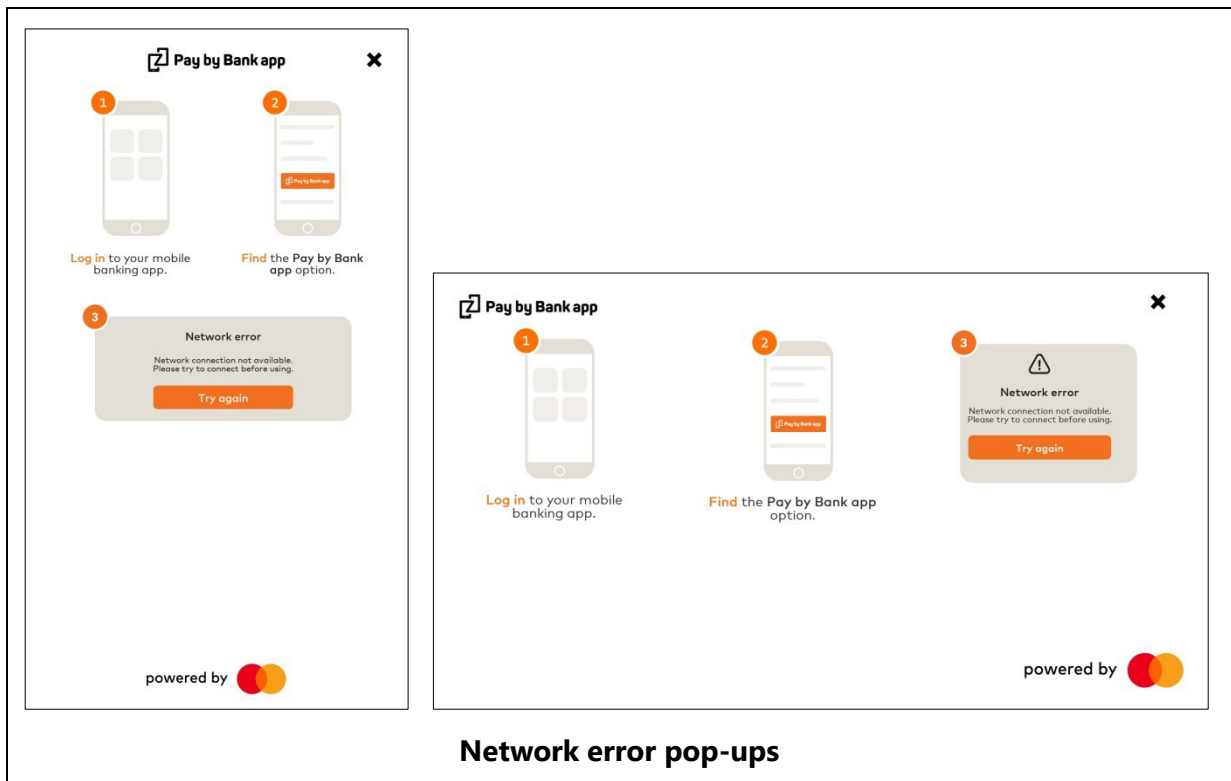 Pay by Bank app
1
2
Pay by Bank app
Log in to your mobile
banking app.
Find the Pay by Bank
app option.
3
Network error
Network connection not available.
Please try to connect before using.
Try again
powered by
Pay by Bank app
1
2
3
Pay by Bank app
Network error
Network connection not available.
Please try to connect before using.
Try again
Log in to your mobile
banking app.
Find the Pay by Bank app
option.
powered by
Network error pop-ups